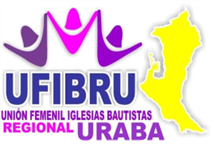 UFIBRU
UNIÓN FEMENIL IGLESIAS BAUTISTAS
REGIONAL URABA